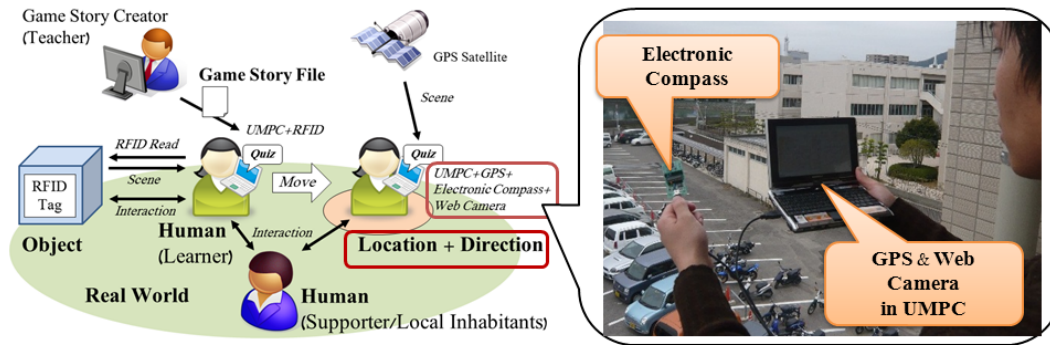 Game Story Creator
(Teacher)
Game Story File
GPS Satellite
Scene
UMPC+RFID
RFID Read
Scene
Interaction
RFID
Tag
Object
Quiz
Move
Quiz
UMPC+GPS+
Electronic Compass+
Web Camera
Human
(Learner)
Interaction
Location + Direction
Real World
Human
(Supporter/Local Inhabitants)
Electronic
Compass
GPS & Web
Camera
in UMPC